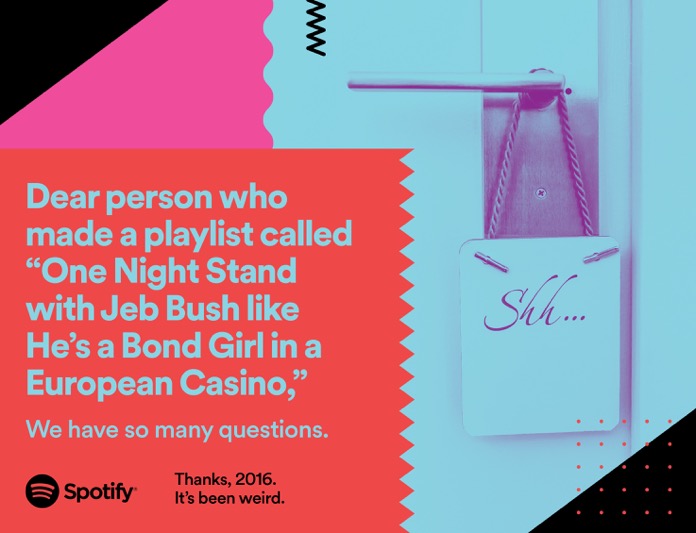 Dear person who
made a playlist called
“One Night Stand
with Jeb Bush like
He’s a Bond Girl in a
European Casino,”
We have so many questions.
Spotify®
Thanks, 2016.
It’s been weird.
Shh...